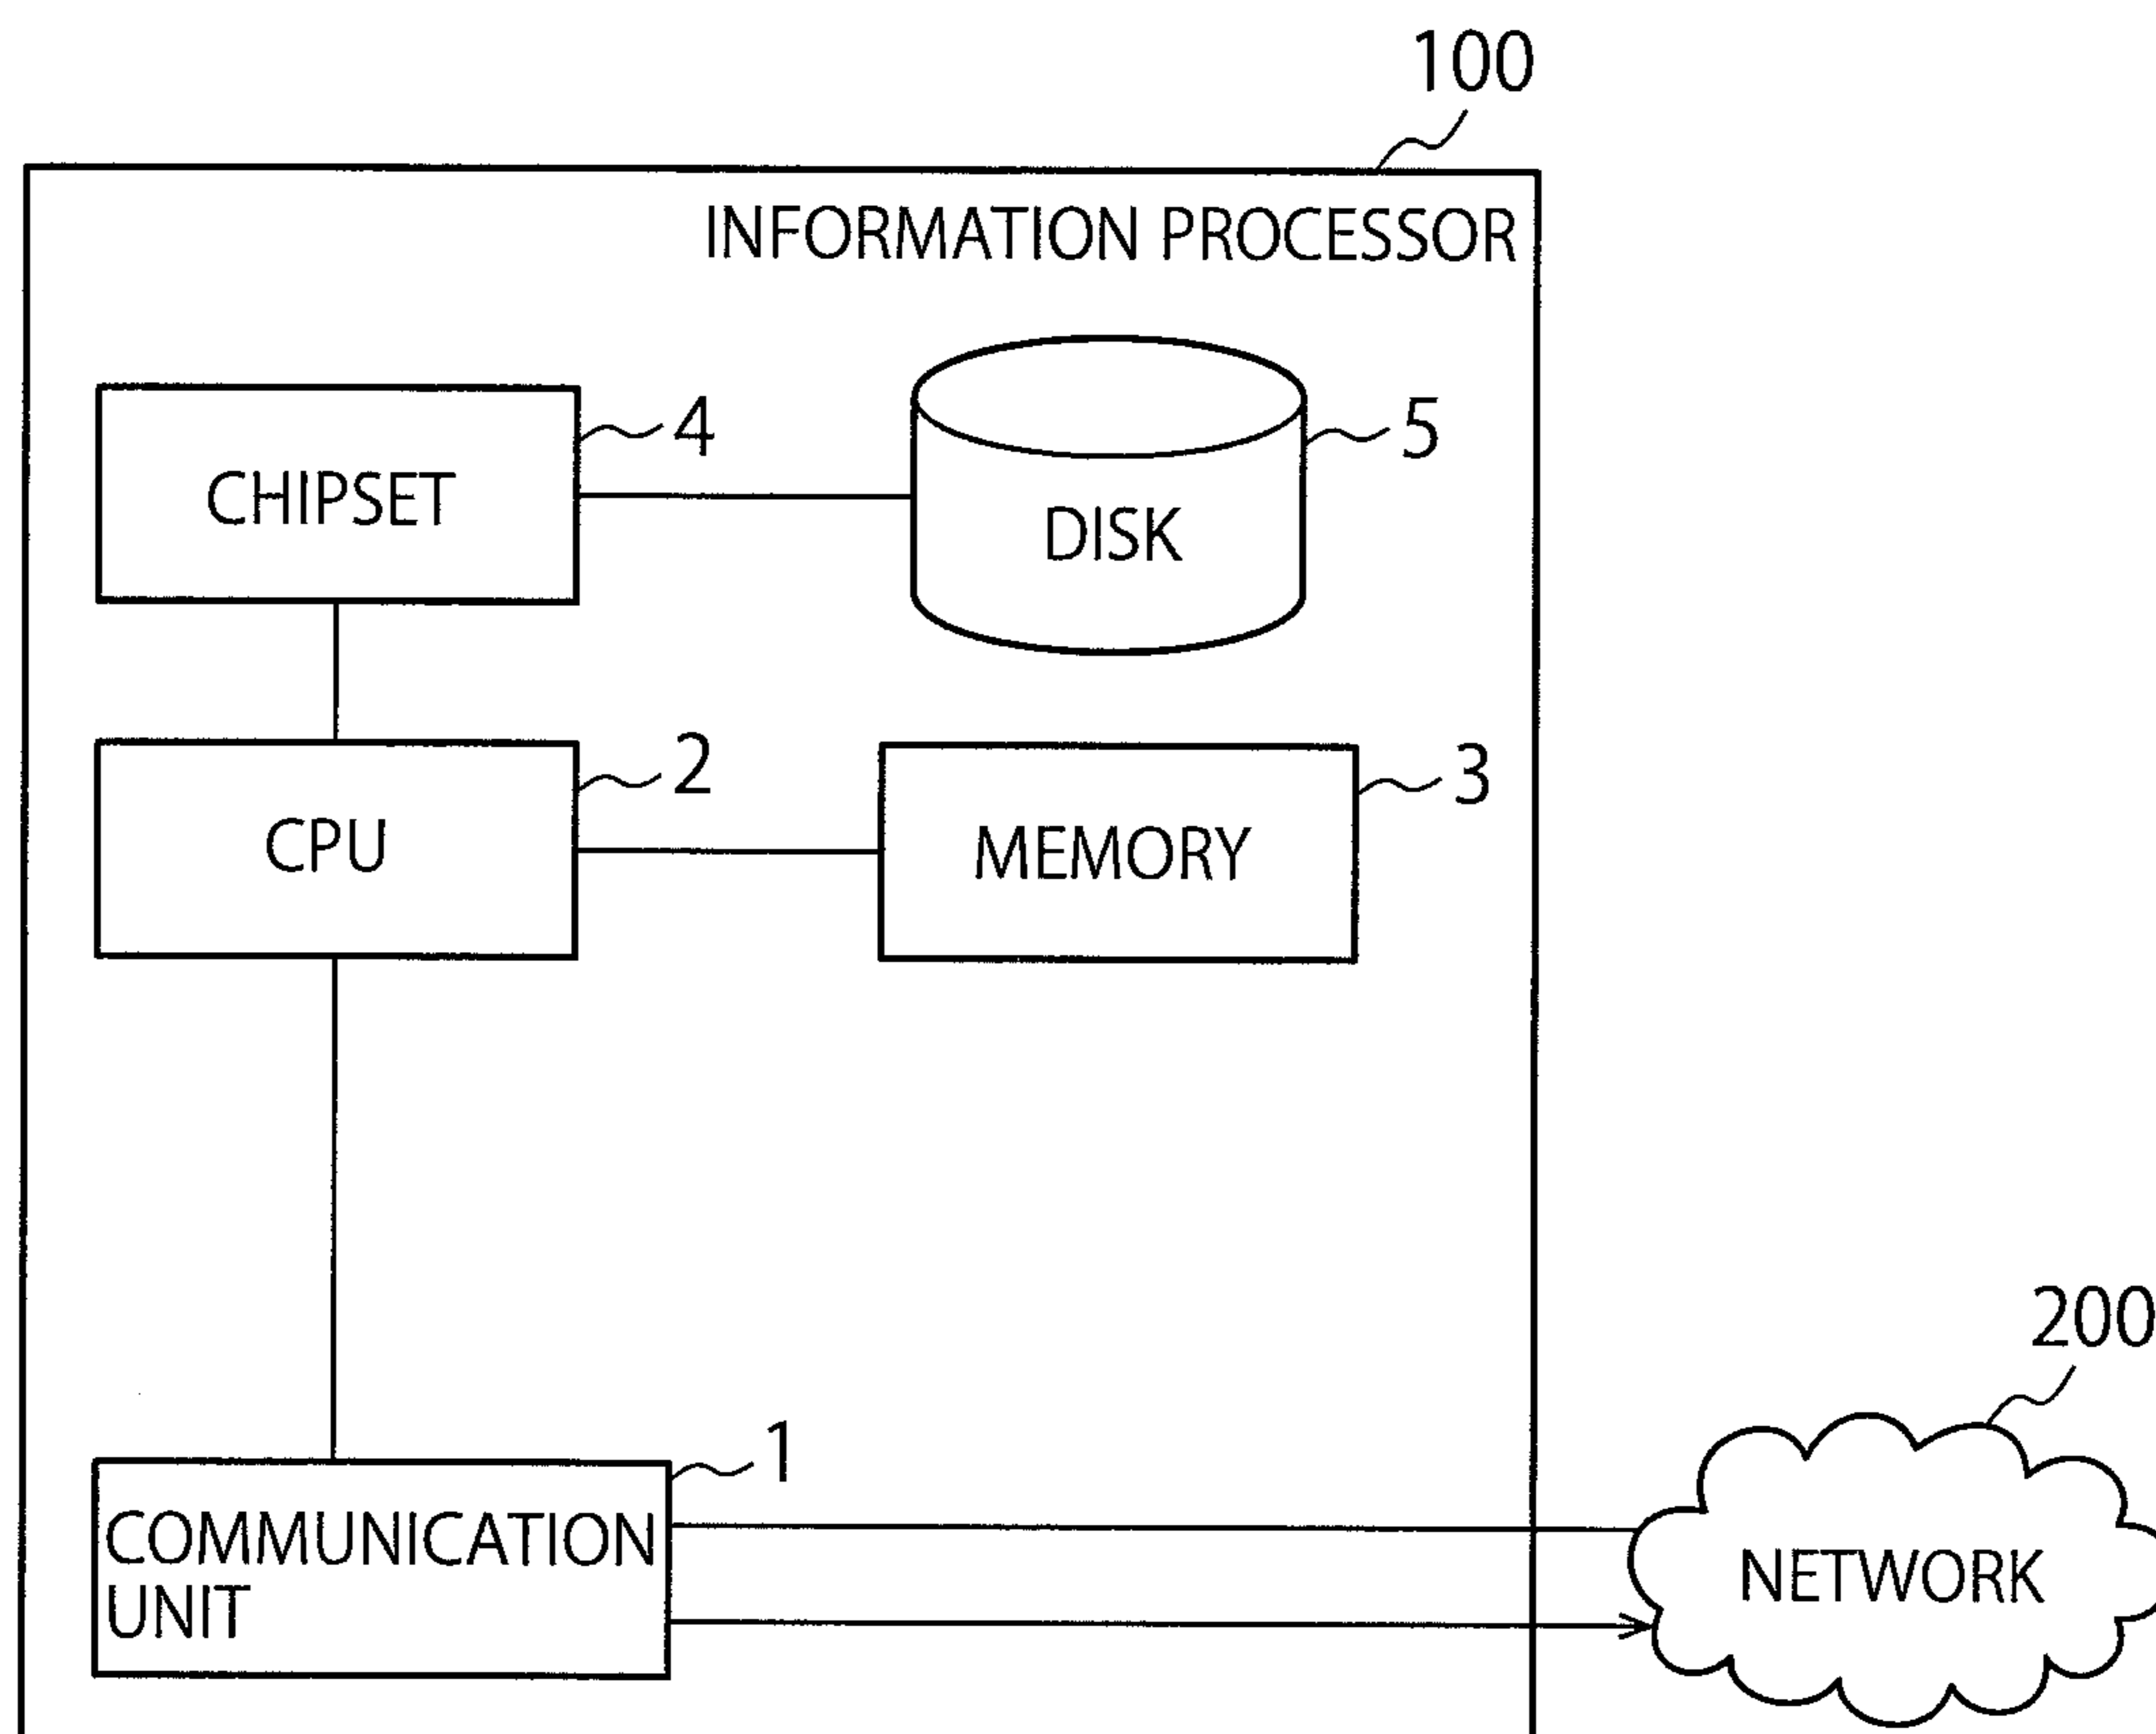 100
INFORMATION PROCESSOR
4
5
CHIPSET
DISK
2
3
CPU
MEMORY
200
1
COMMUNICATION
UNIT
NETWORK